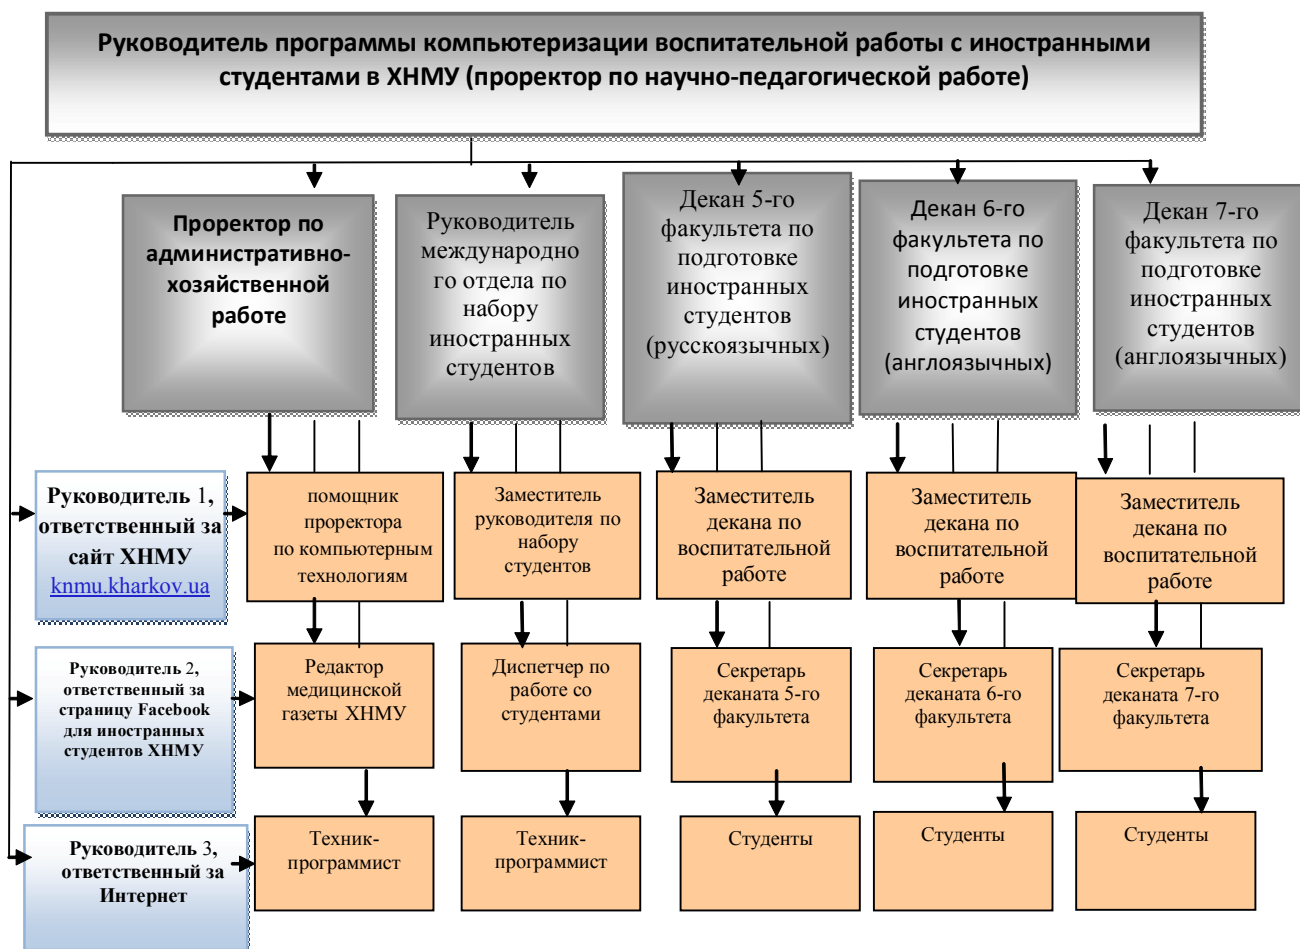 Руководитель программы компьютеризации воспитательной работы с иностранными
студентами в ХНМУ (проректор по научно-педагогической работе)
Проректор по
административно-
хозяйственной
работе
Руководитель
международно
го отдела по
набору
иностранных
студентов
Декан 5-го
факультета по
подготовке
иностранных
студентов
(русскоязычных)
Декан 6-го
факультета по
подготовке
иностранных
студентов
(англоязычных)
Декан 7-го
факультета по
подготовке
иностранных
студентов
(англоязычных)
Руководитель 1,
ответственный за
сайт ХНМУ
knmu.kharkov.ua
помощник
проректора
по компьютерным
технологиям
Заместитель
руководителя по
набору
студентов
Заместитель
декана по
воспитательной
работе
Заместитель
декана по
воспитательной
работе
Заместитель
декана по
воспитательной
работе
Руководитель 2,
ответственный за
страницу Facebook
для иностранных
студентов ХНМУ
Редактор
медицинской
газеты ХНМУ
Диспетчер по
работе со
студентами
Секретарь
деканата 5-го
факультета
Секретарь
деканата 6-го
факультета
Секретарь
деканата 7-го
факультета
Руководитель 3,
ответственный за
Интернет
Техник-
программист
Техник-
программист
Студенты
Студенты
Студенты